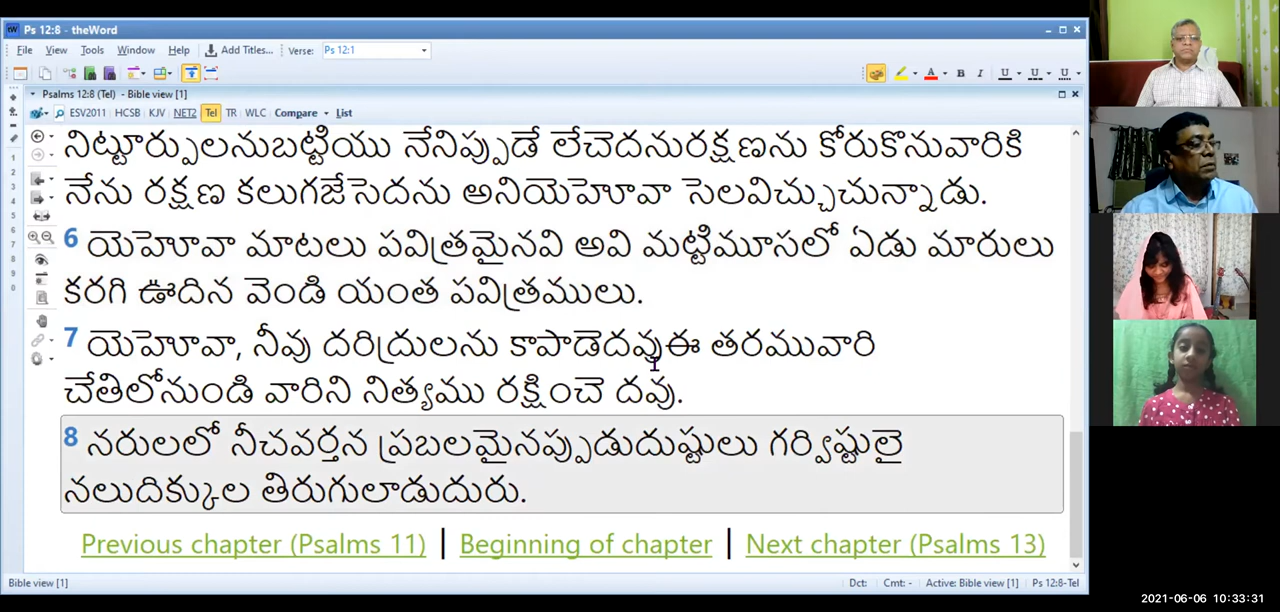 Ps 12:8 - theWord
File View Tools Window Help Add Titles... Verse: Ps 12:1
B I U U U
Psalms 12:8 (Tel) - Bible view [1]
ESV2011 HCSB KJV NET2 Tel TR WLC Compare List
నిట్టూర్పులనుబట్టియు నేనిప్పుడే లేచెదనురక్షణను కోరుకొనువారికి
నేను రక్షణ కలుగజేసెదను అనియెహోవా సెలవిచ్చుచున్నాడు.
6 యెహోవా మాటలు పవిత్రమైనవి అవి మట్టిమూసలో ఏడు మారులు
కరగి ఊదిన వెండి యంత పవిత్రములు.
7 యెహోవా, నీవు దరిద్రులను కాపాడెదవుఈ తరమువారి
చేతిలోనుండి వారిని నిత్యము రక్షించె దవు.
8 నరులలో నీచవర్తన ప్రబలమైనప్పుడుదుష్టులు గర్విష్టులై
నలుదిక్కుల తిరుగులాడుదురు.
Previous chapter (Psalms 11) | Beginning of chapter | Next chapter (Psalms 13)
Bible view [1] Dct: Cmt: - Active: Bible view [1] Ps 12:8-Tel
2021-06-06 10:33:31